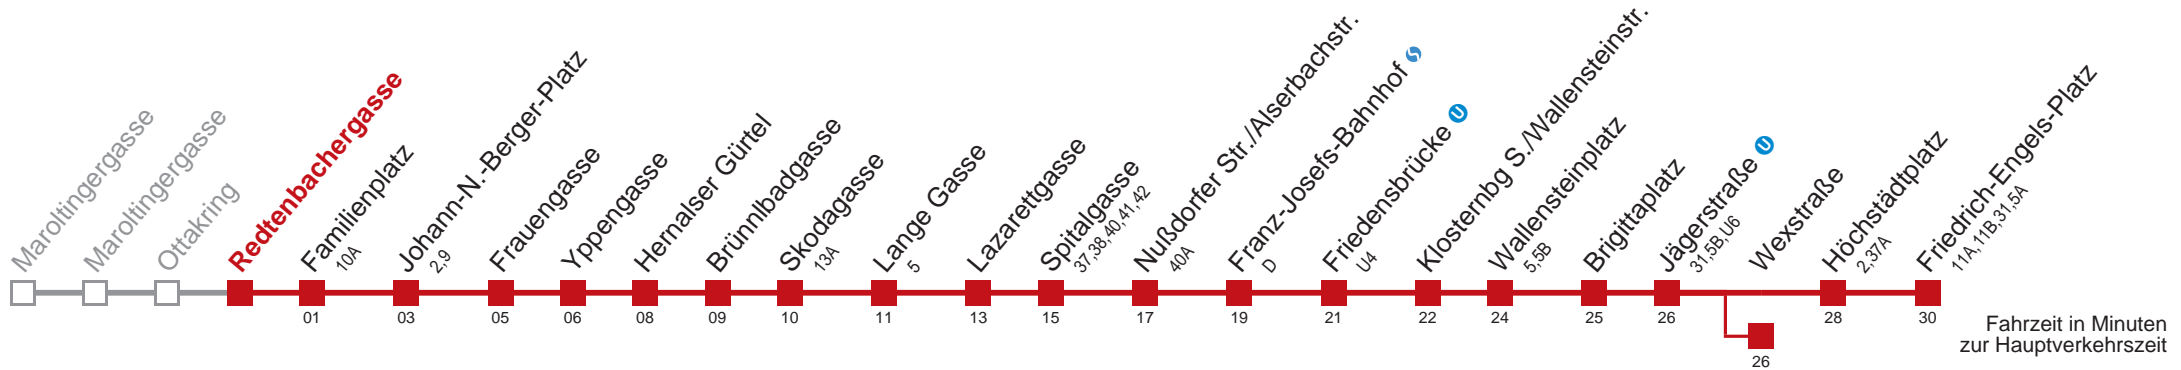 Maroltingergasse
Maroltingergasse
Ottakring
Redtenbachergasse
Familienplatz
10A
Johann-N.-Berger-Platz
2,9
Frauengasse
Yppengasse
Hernalser Gürtel
Brünnlbadgasse
Skodagasse
13A
Lange Gasse
5
Lazarettgasse
Spitalgasse
37,38,40,41,42
Nußdorfer Str./Alserbachstr.
40A
Franz-Josefs-Bahnhof S
D
Friedensbrücke U
U4
Klosternbg S./Wallensteinstr.
Wallensteinplatz
5,5B
Brigittaplatz
Jägerstraße U
31,5B,U6
Wexstraße
Höchstädtplatz
2,37A
Friedrich-Engels-Platz
11A,11B,31,5A
01 03 05 06 08 09 10 11 13 15 17 19 21 22 24 25 26 28 30
26
Fahrzeit in Minuten
zur Hauptverkehrszeit